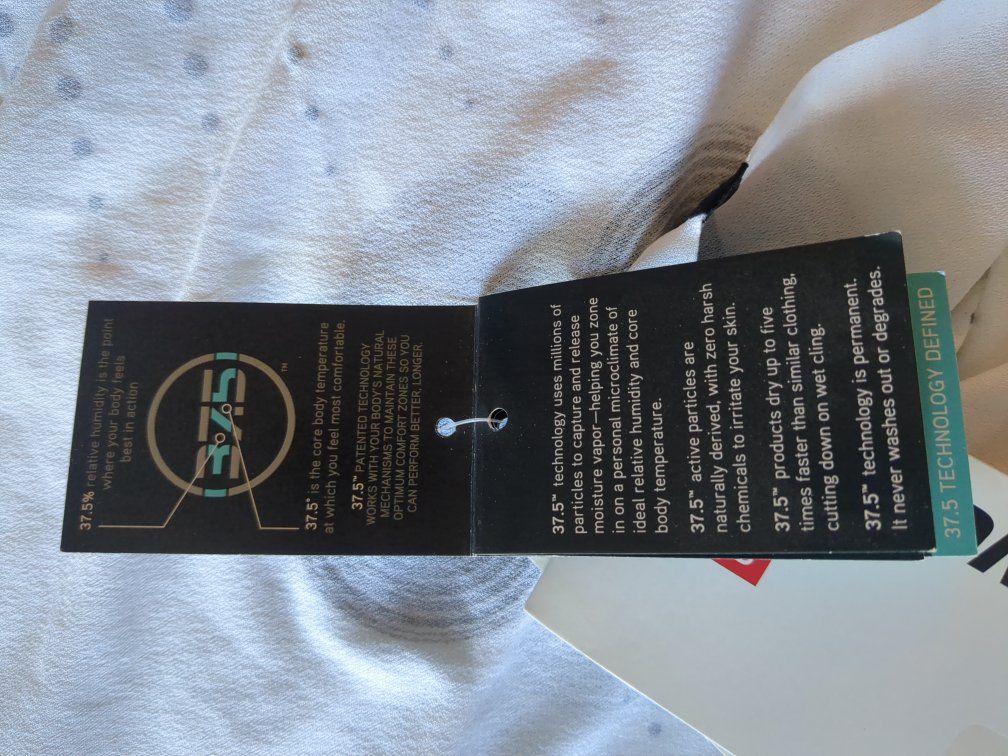 37.5% relative humidity is the point
where your body feels
best in action
37.5
™
37.5° is the core body temperature
at which you feel most comfortable.
37.5™ PATENTED TECHNOLOGY
WORKS WITH YOUR BODY'S NATURAL
MECHANISMS TO MAINTAIN THESE
OPTIMUM COMFORT ZONES SO YOU
CAN PERFORM BETTER, LONGER.
37.5™ technology uses millions of
particles to capture and release
moisture vapor—helping you zone
in on a personal microclimate of
ideal relative humidity and core
body temperature.
37.5™ active particles are
naturally derived, with zero harsh
chemicals to irritate your skin.
37.5™ products dry up to five
times faster than similar clothing,
cutting down on wet cling.
37.5™ technology is permanent.
It never washes out or degrades.
37.5 TECHNOLOGY DEFINED